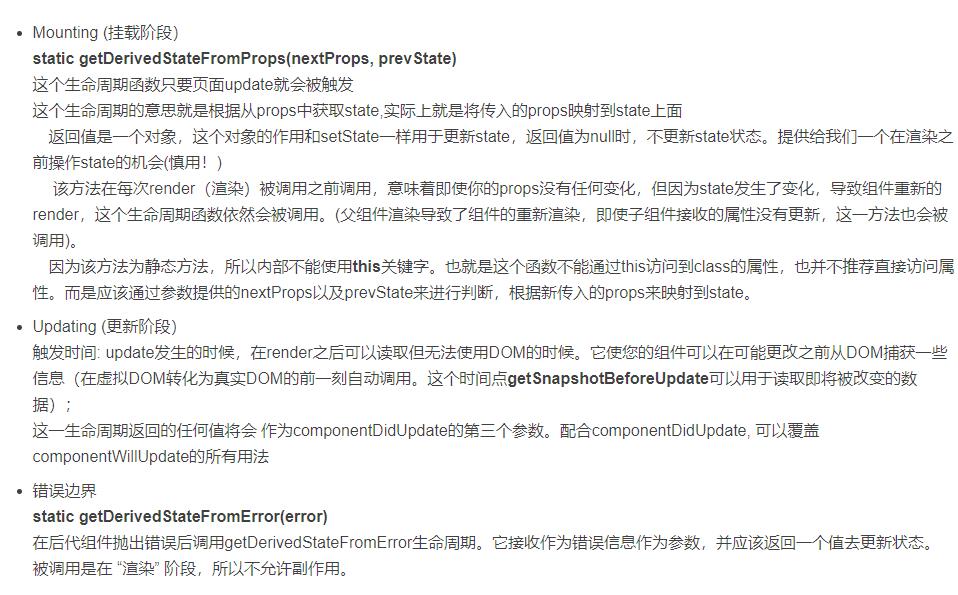 Mounting (挂载阶段)
static getDerivedStateFromProps(nextProps, prevState)
这个生命周期函数只要页面update就会被触发
这个生命周期的意思就是根据从props中获取state,实际上就是将传入的props映射到state上面
返回值是一个对象，这个对象的作用和setState一样用于更新state，返回值为null时，不更新state状态。提供给我们一个在渲染之
前操作state的机会(慎用！)
该方法在每次render（渲染）被调用之前调用，意味着即使你的props没有任何变化，但因为state发生了变化，导致组件重新的
render，这个生命周期函数依然会被调用。(父组件渲染导致了组件的重新渲染，即使子组件接收的属性没有更新，这一方法也会被
调用)。
因为该方法为静态方法，所以内部不能使用this关键字。也就是这个函数不能通过this访问到class的属性，也并不推荐直接访问属
性。而是应该通过参数提供的nextProps以及prevState来进行判断，根据新传入的props来映射到state。
Updating (更新阶段)
触发时间: update发生的时候，在render之后可以读取但无法使用DOM的时候。它使您的组件可以在可能更改之前从DOM捕获一些
信息（在虚拟DOM转化为真实DOM的前一刻自动调用。这个时间点getSnapshotBeforeUpdate可以用于读取即将被改变的数
据）;
这一生命周期返回的任何值将会 作为componentDidUpdate的第三个参数。配合componentDidUpdate, 可以覆盖
componentWillUpdate的所有用法
错误边界
static getDerivedStateFromError(error)
在后代组件抛出错误后调用getDerivedStateFromError生命周期。它接收作为错误信息作为参数，并应该返回一个值去更新状态。
被调用是在 “渲染” 阶段，所以不允许副作用。